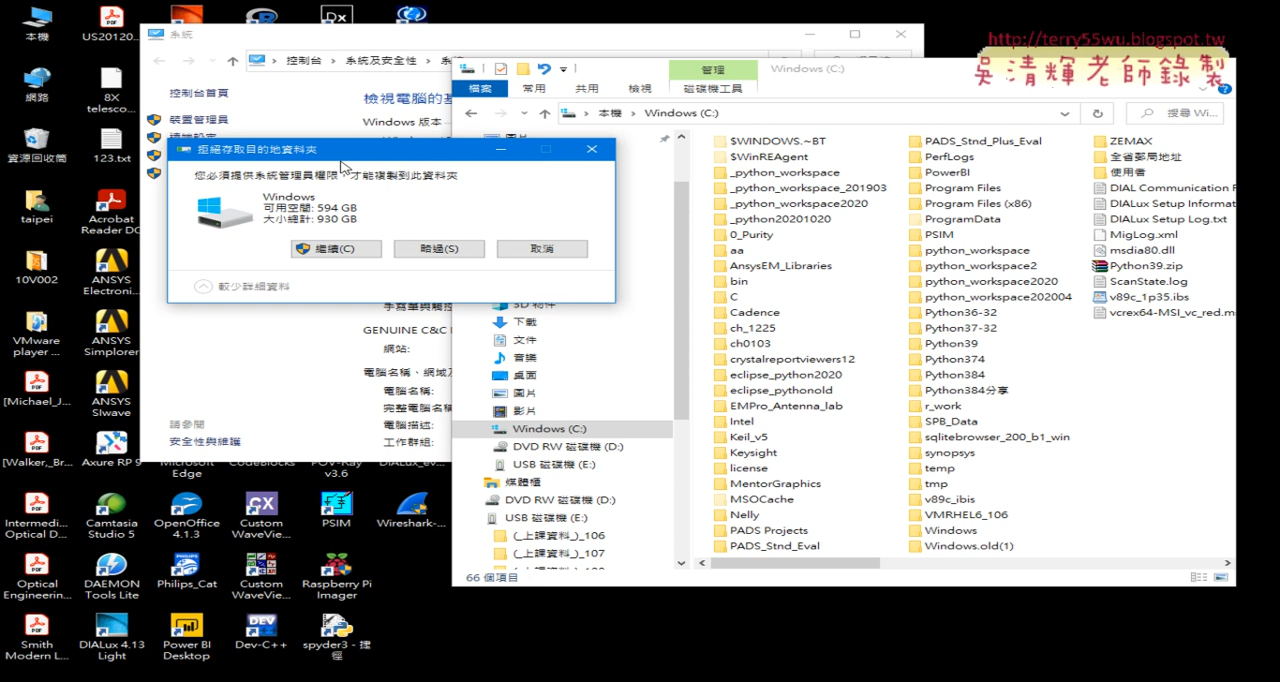 本機
US20120...
Dx
網路
8X
telesco...
資源回收筒
123.txt
taipei
Acrobat
Reader DC
10V002
ANSYS
Electroni...
VMware
player ...
ANSYS
Simplorer
[Michael_J...
ANSYS
SIwave
[Walker,_Br...
Axure RP 9
Microsoft
Edge
CodeBlocks
POV-Ray
v3.6
DIALux_ev...
Intermedi...
Optical D...
Camtasia
Studio 5
OpenOffice
4.1.3
Custom
WaveVie...
PSIM
Wireshark-...
Optical
Engineerin...
DAEMON
Tools Lite
Philips_Cat
Custom
WaveVie...
Raspberry Pi
Imager
Smith
Modern L...
DIALux 4.13
Light
Power BI
Desktop
Dev-C++
spyder3 - 捷
徑
系統
控制台 › 系統及安全性 ›
控制台首頁
裝置管理員
檢視電腦的基
Windows 版本
GENUINE C&C
網站:
電腦名稱、網域及
電腦名稱:
完整電腦名稱
電腦描述:
工作群組:
請參閱
安全性與維護
拒絕存取目的地資料夾
您必須提供系統管理員權限，才能複製到此資料夾
Windows
可用空間: 594 GB
大小總計: 930 GB
繼續(C)
略過(S)
取消
較少詳細資料
http://terry55wu.blogspot.tw
吳清輝老師錄製
管理
Windows (C:)
檔案
常用
共用
檢視
磁碟機工具
本機 › Windows (C:)
搜尋 Wi...
圖片
3D 物件
下載
文件
音樂
桌面
圖片
影片
Windows (C:)
DVD RW 磁碟機 (D:)
USB 磁碟機 (E:)
媒體櫃
DVD RW 磁碟機 (D:)
USB 磁碟機 (E:)
(_上課資料_)_106
(_上課資料_)_107
$WINDOWS.~BT
$WinREAgent
_python_workspace
_python_workspace_201903
_python_workspace2020
_python20201020
0_Purity
aa
AnsysEM_Libraries
bin
C
Cadence
ch_1225
ch0103
crystalreportviewers12
eclipse_python2020
eclipse_pythonold
EMPro_Antenna_lab
Intel
Keil_v5
Keysight
license
MentorGraphics
MSOCache
Nelly
PADS Projects
PADS_Stnd_Eval
PADS_Stnd_Plus_Eval
PerfLogs
PowerBI
Program Files
Program Files (x86)
ProgramData
PSIM
python_workspace
python_workspace2
python_workspace2020
python_workspace202004
Python36-32
Python37-32
Python39
Python374
Python384
Python384分享
r_work
SPB_Data
sqlitebrowser_200_b1_win
synopsys
temp
tmp
v89c_ibis
VMRHEL6_106
Windows
Windows.old(1)
ZEMAX
全省郵局地址
使用者
DIAL Communication F
DIALux Setup Informat
DIALux Setup Log.txt
MigLog.xml
msdia80.dll
Python39.zip
ScanState.log
v89c_1p35.ibs
vcrex64-MSI_vc_red.m
66 個項目